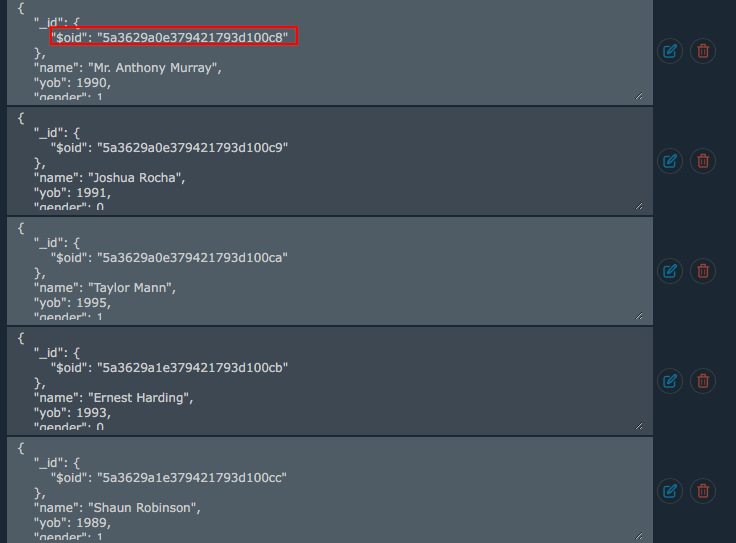 {
"_id": {
"$oid": "5a3629a0e379421793d100c8"
},
"name": "Mr. Anthony Murray",
"yob": 1990,
"gender": 1
{
"_id": {
"$oid": "5a3629a0e379421793d100c9"
},
"name": "Joshua Rocha",
"yob": 1991,
"gender": 0
{
"_id": {
"$oid": "5a3629a0e379421793d100ca"
},
"name": "Taylor Mann",
"yob": 1995,
"gender": 1
{
"_id": {
"$oid": "5a3629a1e379421793d100cb"
},
"name": "Ernest Harding",
"yob": 1993,
"gender": 0
{
"_id": {
"$oid": "5a3629a1e379421793d100cc"
},
"name": "Shaun Robinson",
"yob": 1989,
"gender": 1